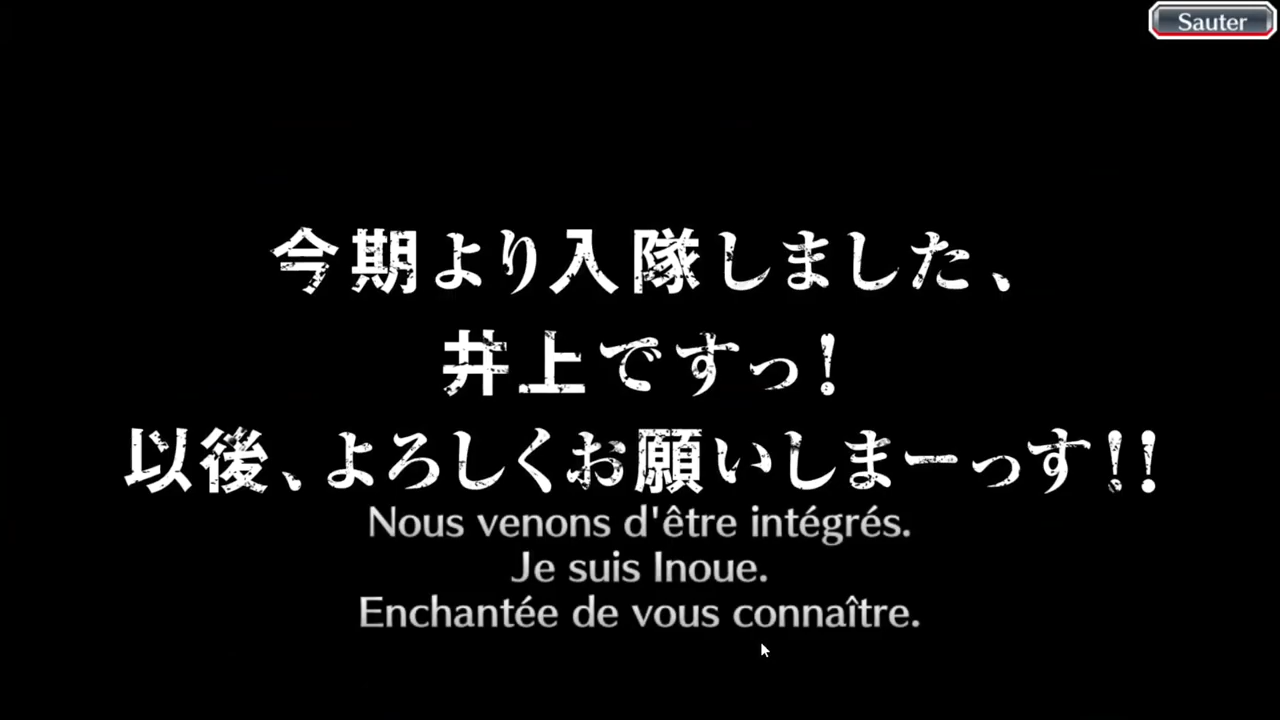 Sauter
今期より入隊しました、
井上ですっ!
以後、よろしくお願いしまーっす!!
Nous venons d'être intégrés.
Je suis Inoue.
Enchantée de vous connaître.